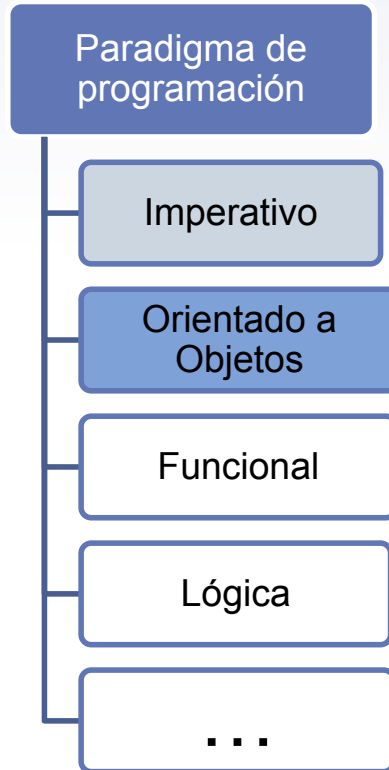 Paradigma de
programación
Imperativo
Orientado a
Objetos
Funcional
Lógica
...